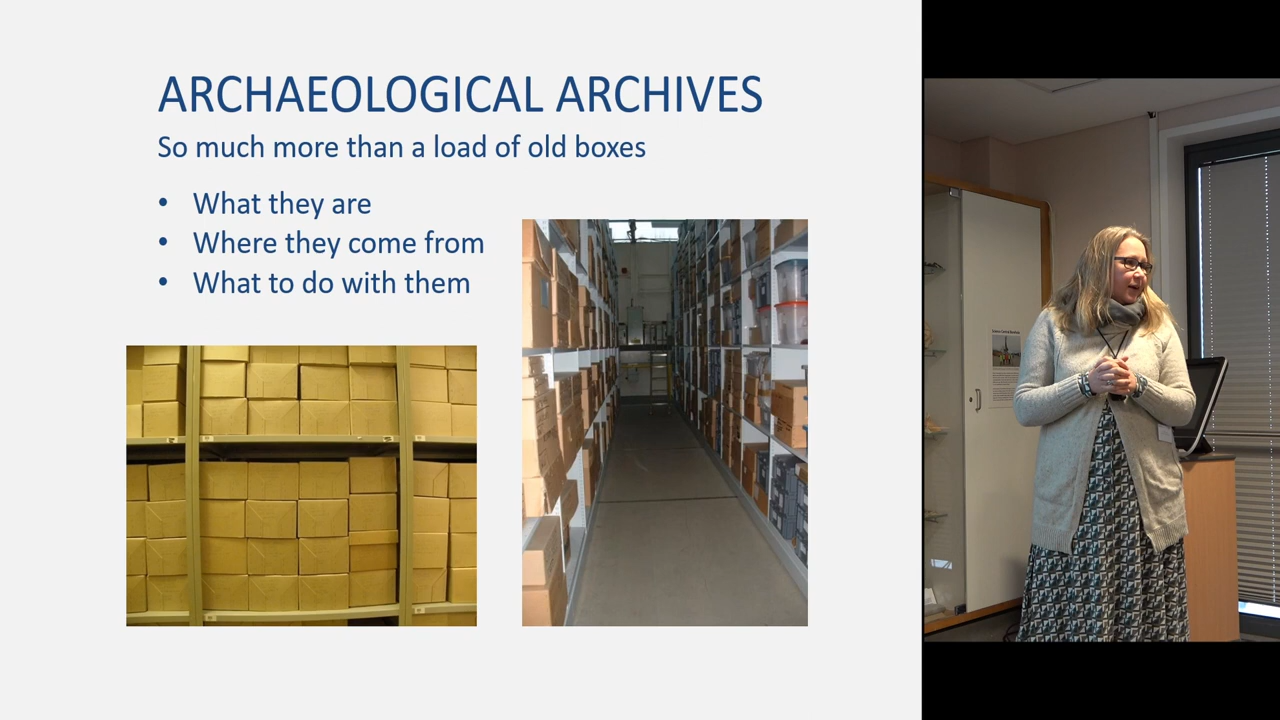 ARCHAEOLOGICAL ARCHIVES
So much more than a load of old boxes
• What they are
• Where they come from
• What to do with them